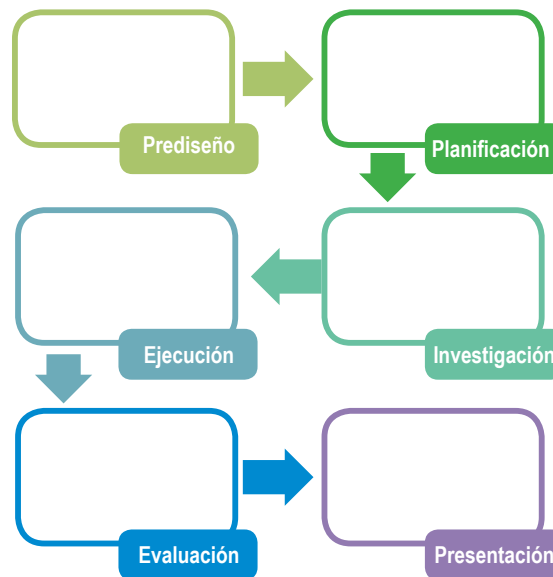 Prediseño
Planificación
Ejecución
Investigación
Evaluación
Presentación